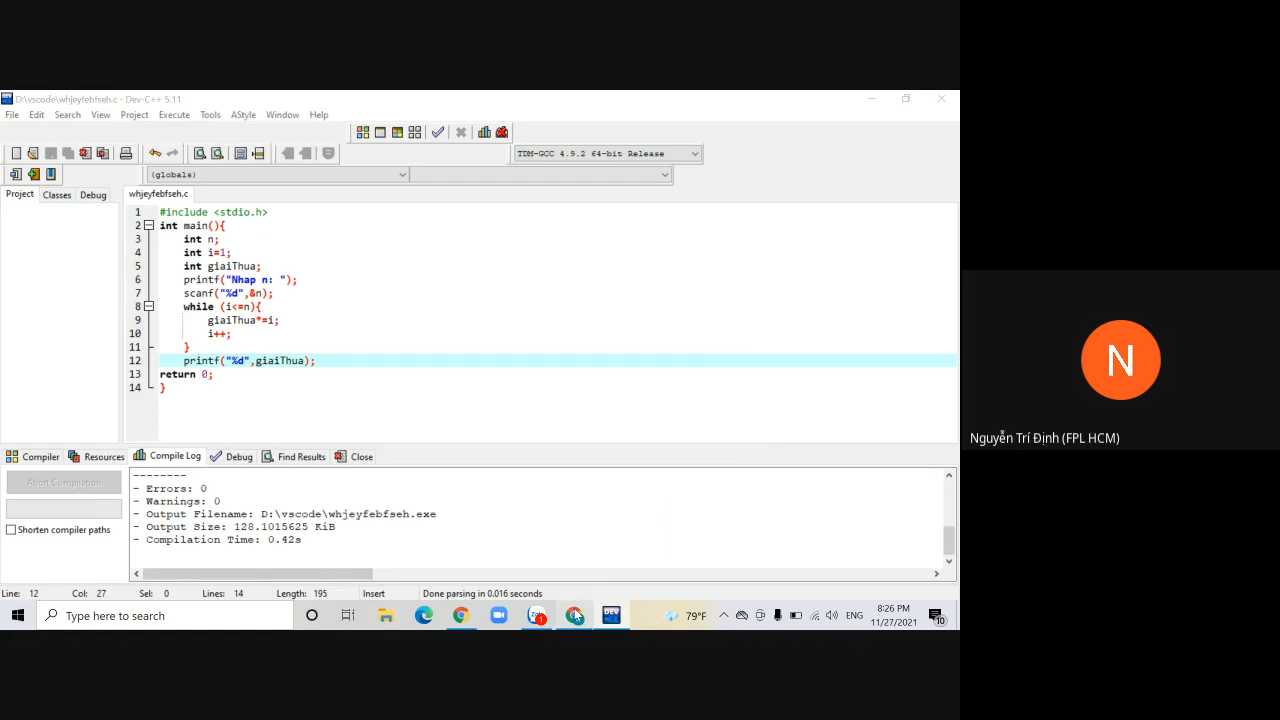 D:\vscode\whjeyfebfseh.c - Dev-C++ 5.11
File Edit Search View Project Execute Tools AStyle Window Help
TDM-GCC 4.9.2 64-bit Release
(globals)
Project Classes Debug
whjeyfebfseh.c
1 #include <stdio.h>
2 int main(){
3 int n;
4 int i=1;
5 int giaiThua;
6 printf("Nhap n: ");
7 scanf("%d",&n);
8 while (i<=n){
9 giaiThua*=i;
10 i++;
11 }
12 printf("%d",giaiThua);
13 return 0;
14 }
N
Nguyễn Trí Định (FPL HCM)
Compiler Resources Compile Log Debug Find Results Close
Abort Compilation
Shorten compiler paths
--------
- Errors: 0
- Warnings: 0
- Output Filename: D:\vscode\whjeyfebfseh.exe
- Output Size: 128.1015625 KiB
- Compilation Time: 0.42s
Line: 12 Col: 27 Sel: 0 Lines: 14 Length: 195 Insert Done parsing in 0.016 seconds
Type here to search
DEV
1
79°F
ENG
8:26 PM
11/27/2021
10